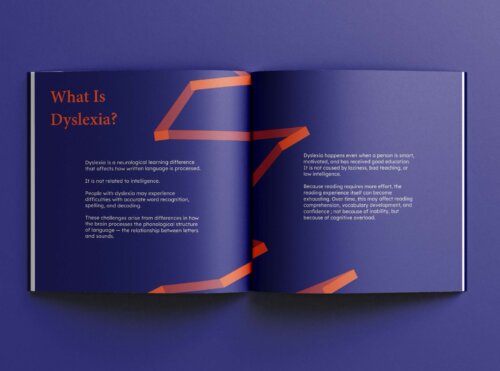 What Is
Dyslexia?
Dyslexia is a neurological learning difference
that affects how written language is processed.
It is not related to intelligence.
People with dyslexia may experience
difficulties with accurate word recognition,
spelling, and decoding.
These challenges arise from differences in how
the brain processes the phonological structure
of language — the relationship between letters
and sounds.
Dyslexia happens even when a person is smart,
motivated, and has received good education.
It is not caused by laziness, bad teaching, or
low intelligence.
Because reading requires more effort, the
reading experience itself can become
exhausting. Over time, this may affect reading
comprehension, vocabulary development, and
confidence ; not because of inability, but
because of cognitive overload.